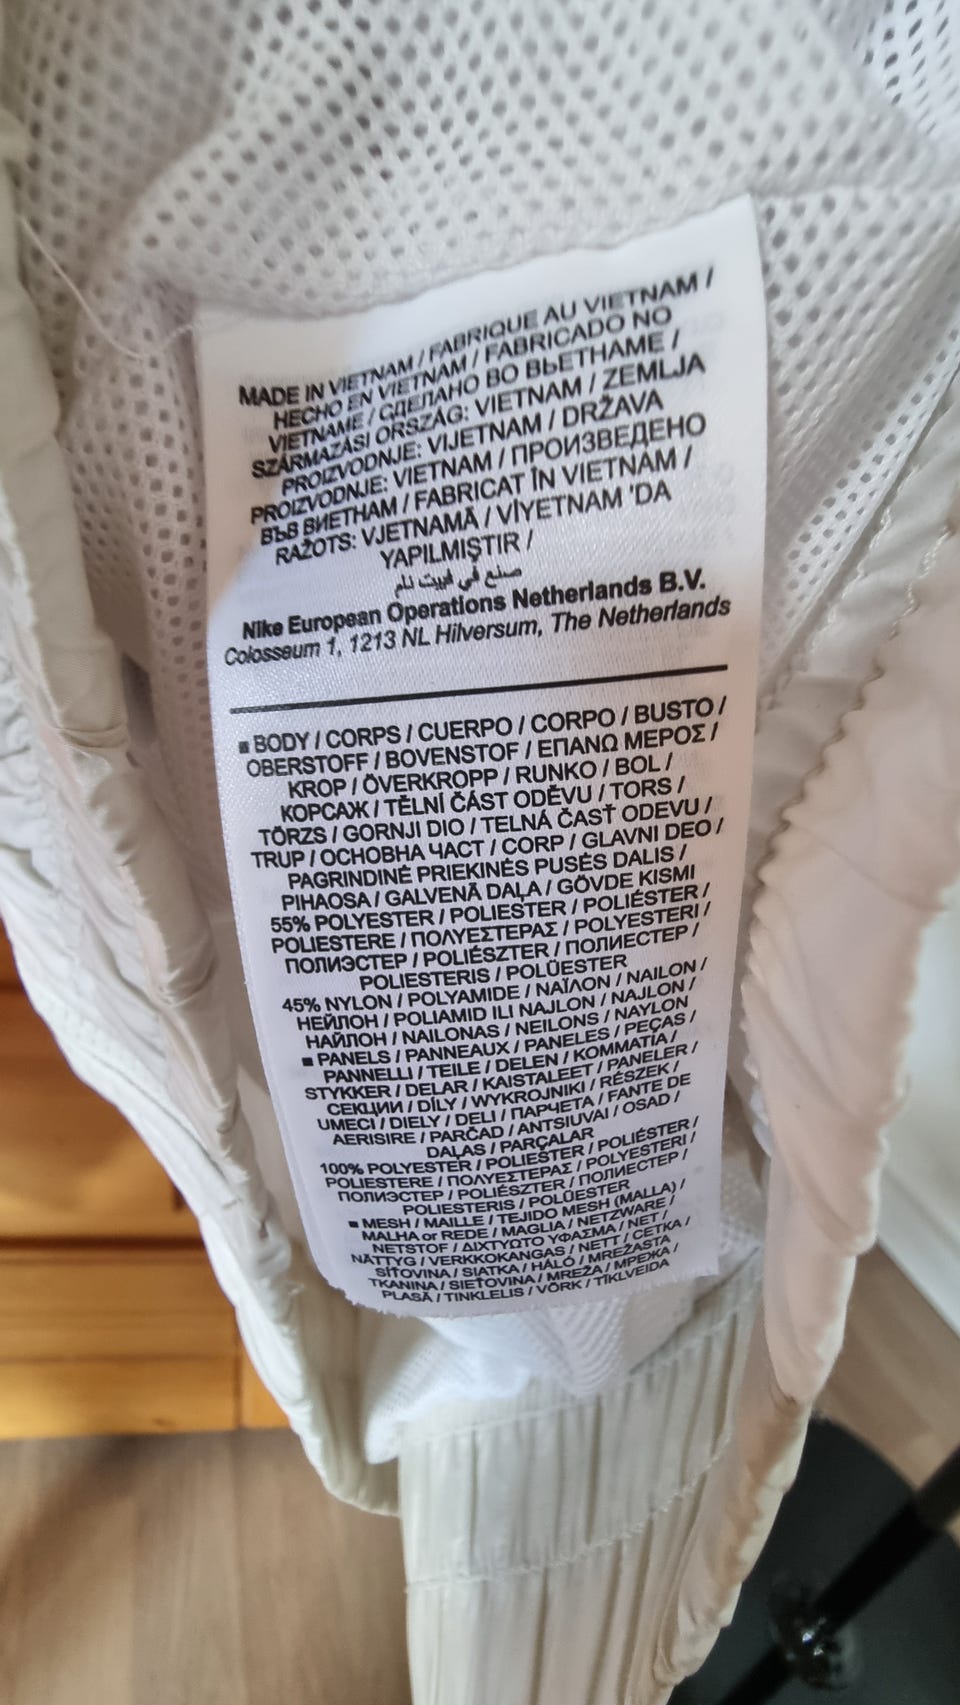 MADE IN VIETNAM / FABRIQUE AU VIETNAM /
HECHO EN VIETNAM / FABRICADO NO
VIETNAME / СДЕЛАНО ВО ВЬЕТНАМЕ /
SZÁRMAZÁSI ORSZÁG: VIETNAM / ZEMLJA
PROIZVODNJE: VIJETNAM / DRŽAVA
PROIZVODNJE: VIETNAM / ПРОИЗВЕДЕНО
ВЪВ ВИЕТНАМ / FABRICAT ÎN VIETNAM /
RAŽOTS: VJETNAMĀ / VİYETNAM 'DA
YAPILMIŞTIR /
صنع في فييت نام
Nike European Operations Netherlands B.V.
Colosseum 1, 1213 NL Hilversum, The Netherlands
■ BODY / CORPS / CUERPO / CORPO / BUSTO /
OBERSTOFF / BOVENSTOF / ΕΠΑΝΩ ΜΕΡΟΣ /
KROP / ÖVERKROPP / RUNKO / BOL /
КОРСАЖ / TĚLNÍ ČÁST ODĚVU / TORS /
TÖRZS / GORNJI DIO / TELNÁ ČASŤ ODEVU /
TRUP / ОСНОВНА ЧАСТ / CORP / GLAVNI DEO /
PAGRINDINĖ PRIEKINĖS PUSĖS DALIS /
PIHAOSA / GALVENĀ DAĻA / GÖVDE KISMI
55% POLYESTER / POLIESTER / POLIÉSTER /
POLIESTERE / ΠΟΛΥΕΣΤΕΡΑΣ / POLYESTERI /
ПОЛИЭСТЕР / POLIÉSZTER / ПОЛИЕСТЕР /
POLIESTERIS / POLÜESTER
45% NYLON / POLYAMIDE / ΝΑΪΛΟΝ / NAILON /
НЕЙЛОН / POLIAMID ILI NAJLON / NAJLON /
НАЙЛОН / NAILONAS / NEILONS / NAYLON
■ PANELS / PANNEAUX / PANELES / PEÇAS /
PANNELLI / TEILE / DELEN / ΚΟΜΜΑΤΙΑ /
STYKKER / DELAR / KAISTALEET / PANELER /
СЕКЦИИ / DÍLY / WYKROJNIKI / RÉSZEK /
UMECI / DIELY / DELI / ПАРЧЕТА / FANTE DE
AERISIRE / PARČAD / ANTSIUVAI / OSAD /
DAĻAS / PARÇALAR
100% POLYESTER / POLIESTER / POLIÉSTER /
POLIESTERE / ΠΟΛΥΕΣΤΕΡΑΣ / POLYESTERI /
ПОЛИЭСТЕР / POLIÉSZTER / ПОЛИЕСТЕР /
POLIESTERIS / POLÜESTER
■ MESH / MAILLE / TEJIDO MESH (MALLA) /
MALHA or REDE / MAGLIA / NETZWARE /
NETSTOF / ΔΙΧΤΥΩΤΟ ΥΦΑΣΜΑ / NET /
NÄTTYG / VERKKOKANGAS / NETT / СЕТКА /
SÍŤOVINA / SIATKA / HÁLÓ / MREŽASTA
TKANINA / SIEŤOVINA / MREŽA / МРЕЖА /
PLASĂ / TINKLELIS / VÕRK / TĪKLVEIDA